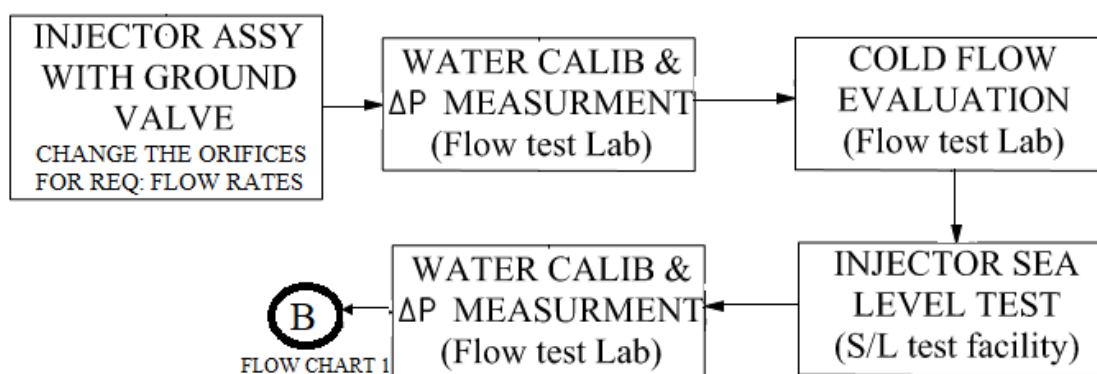 INJECTOR ASSY
WITH GROUND
VALVE
CHANGE THE ORIFICES
FOR REQ: FLOW RATES
WATER CALIB &
ΔP MEASURMENT
(Flow test Lab)
COLD FLOW
EVALUATION
(Flow test Lab)
INJECTOR SEA
LEVEL TEST
(S/L test facility)
WATER CALIB &
ΔP MEASURMENT
(Flow test Lab)
B
FLOW CHART 1